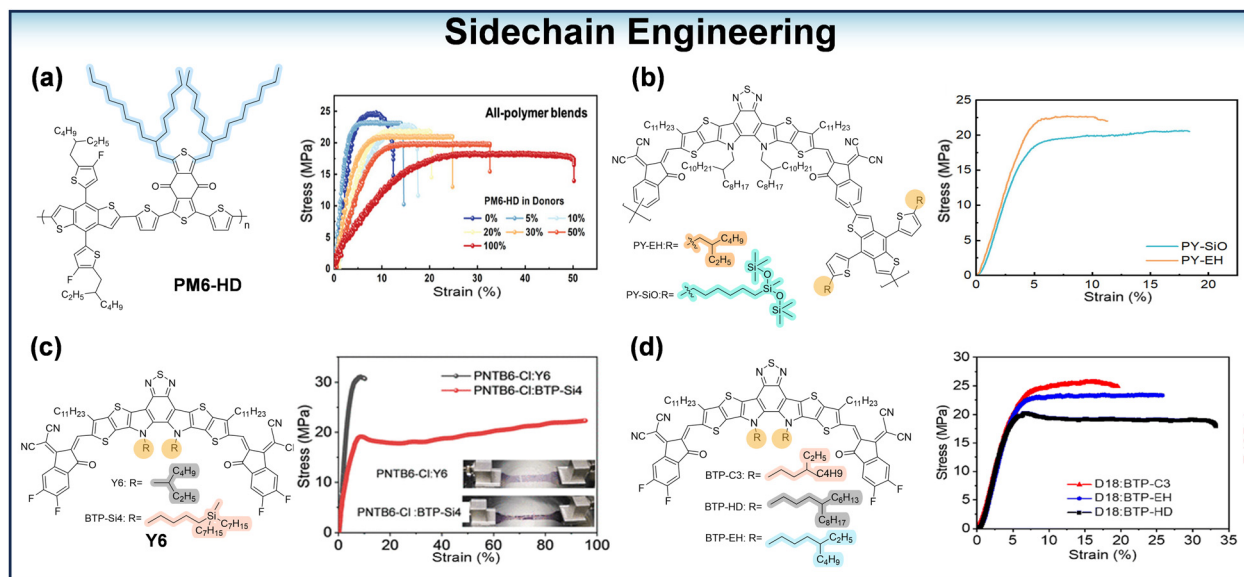 Sidechain Engineering
(a)
C4H9
C2H5
F
S
S
S
O
O
S
S
S
n
S
F
C2H5
C4H9
PM6-HD
All-polymer blends
Stress (MPa)
25
20
15
10
5
0
PM6-HD in Donors
0% 5% 10%
20% 30% 50%
100%
0 10 20 30 40 50
Strain (%)
(b)
S
N N
C11H23
S S S S
C11H23
NC
CN
O
N N
C10H21 C10H21
C8H17 C8H17
O
CN
R
S
S
S
S
R
PY-EH:R=
C4H9
C2H5
PY-SiO:R=
Si
O
Si
O
Si
Stress (MPa)
25
20
15
10
5
0
PY-SiO
PY-EH
0 5 10 15 20
Strain (%)
(c)
S
N N
C11H23
S S S S
C11H23
NC
CN
O
N N
R R
O
CN
CI
F
F
F
F
Y6: R=
C4H9
C2H5
BTP-Si4: R=
Si
C7H15 C7H15
Y6
Stress (MPa)
30
20
10
0
PNTB6-Cl:Y6
PNTB6-Cl:BTP-Si4
PNTB6-Cl:Y6
PNTB6-Cl :BTP-Si4
0 20 40 60 80 100
Strain (%)
(d)
S
N N
C11H23
S S S S
C11H23
NC
CN
O
N N
R R
O
CN
CN
F
F
F
F
BTP-C3: R=
C2H5
C4H9
BTP-HD: R=
C6H13
C8H17
BTP-EH: R=
C2H5
C4H9
Stress (MPa)
30
25
20
15
10
5
0
D18:BTP-C3
D18:BTP-EH
D18:BTP-HD
0 5 10 15 20 25 30 35
Strain (%)